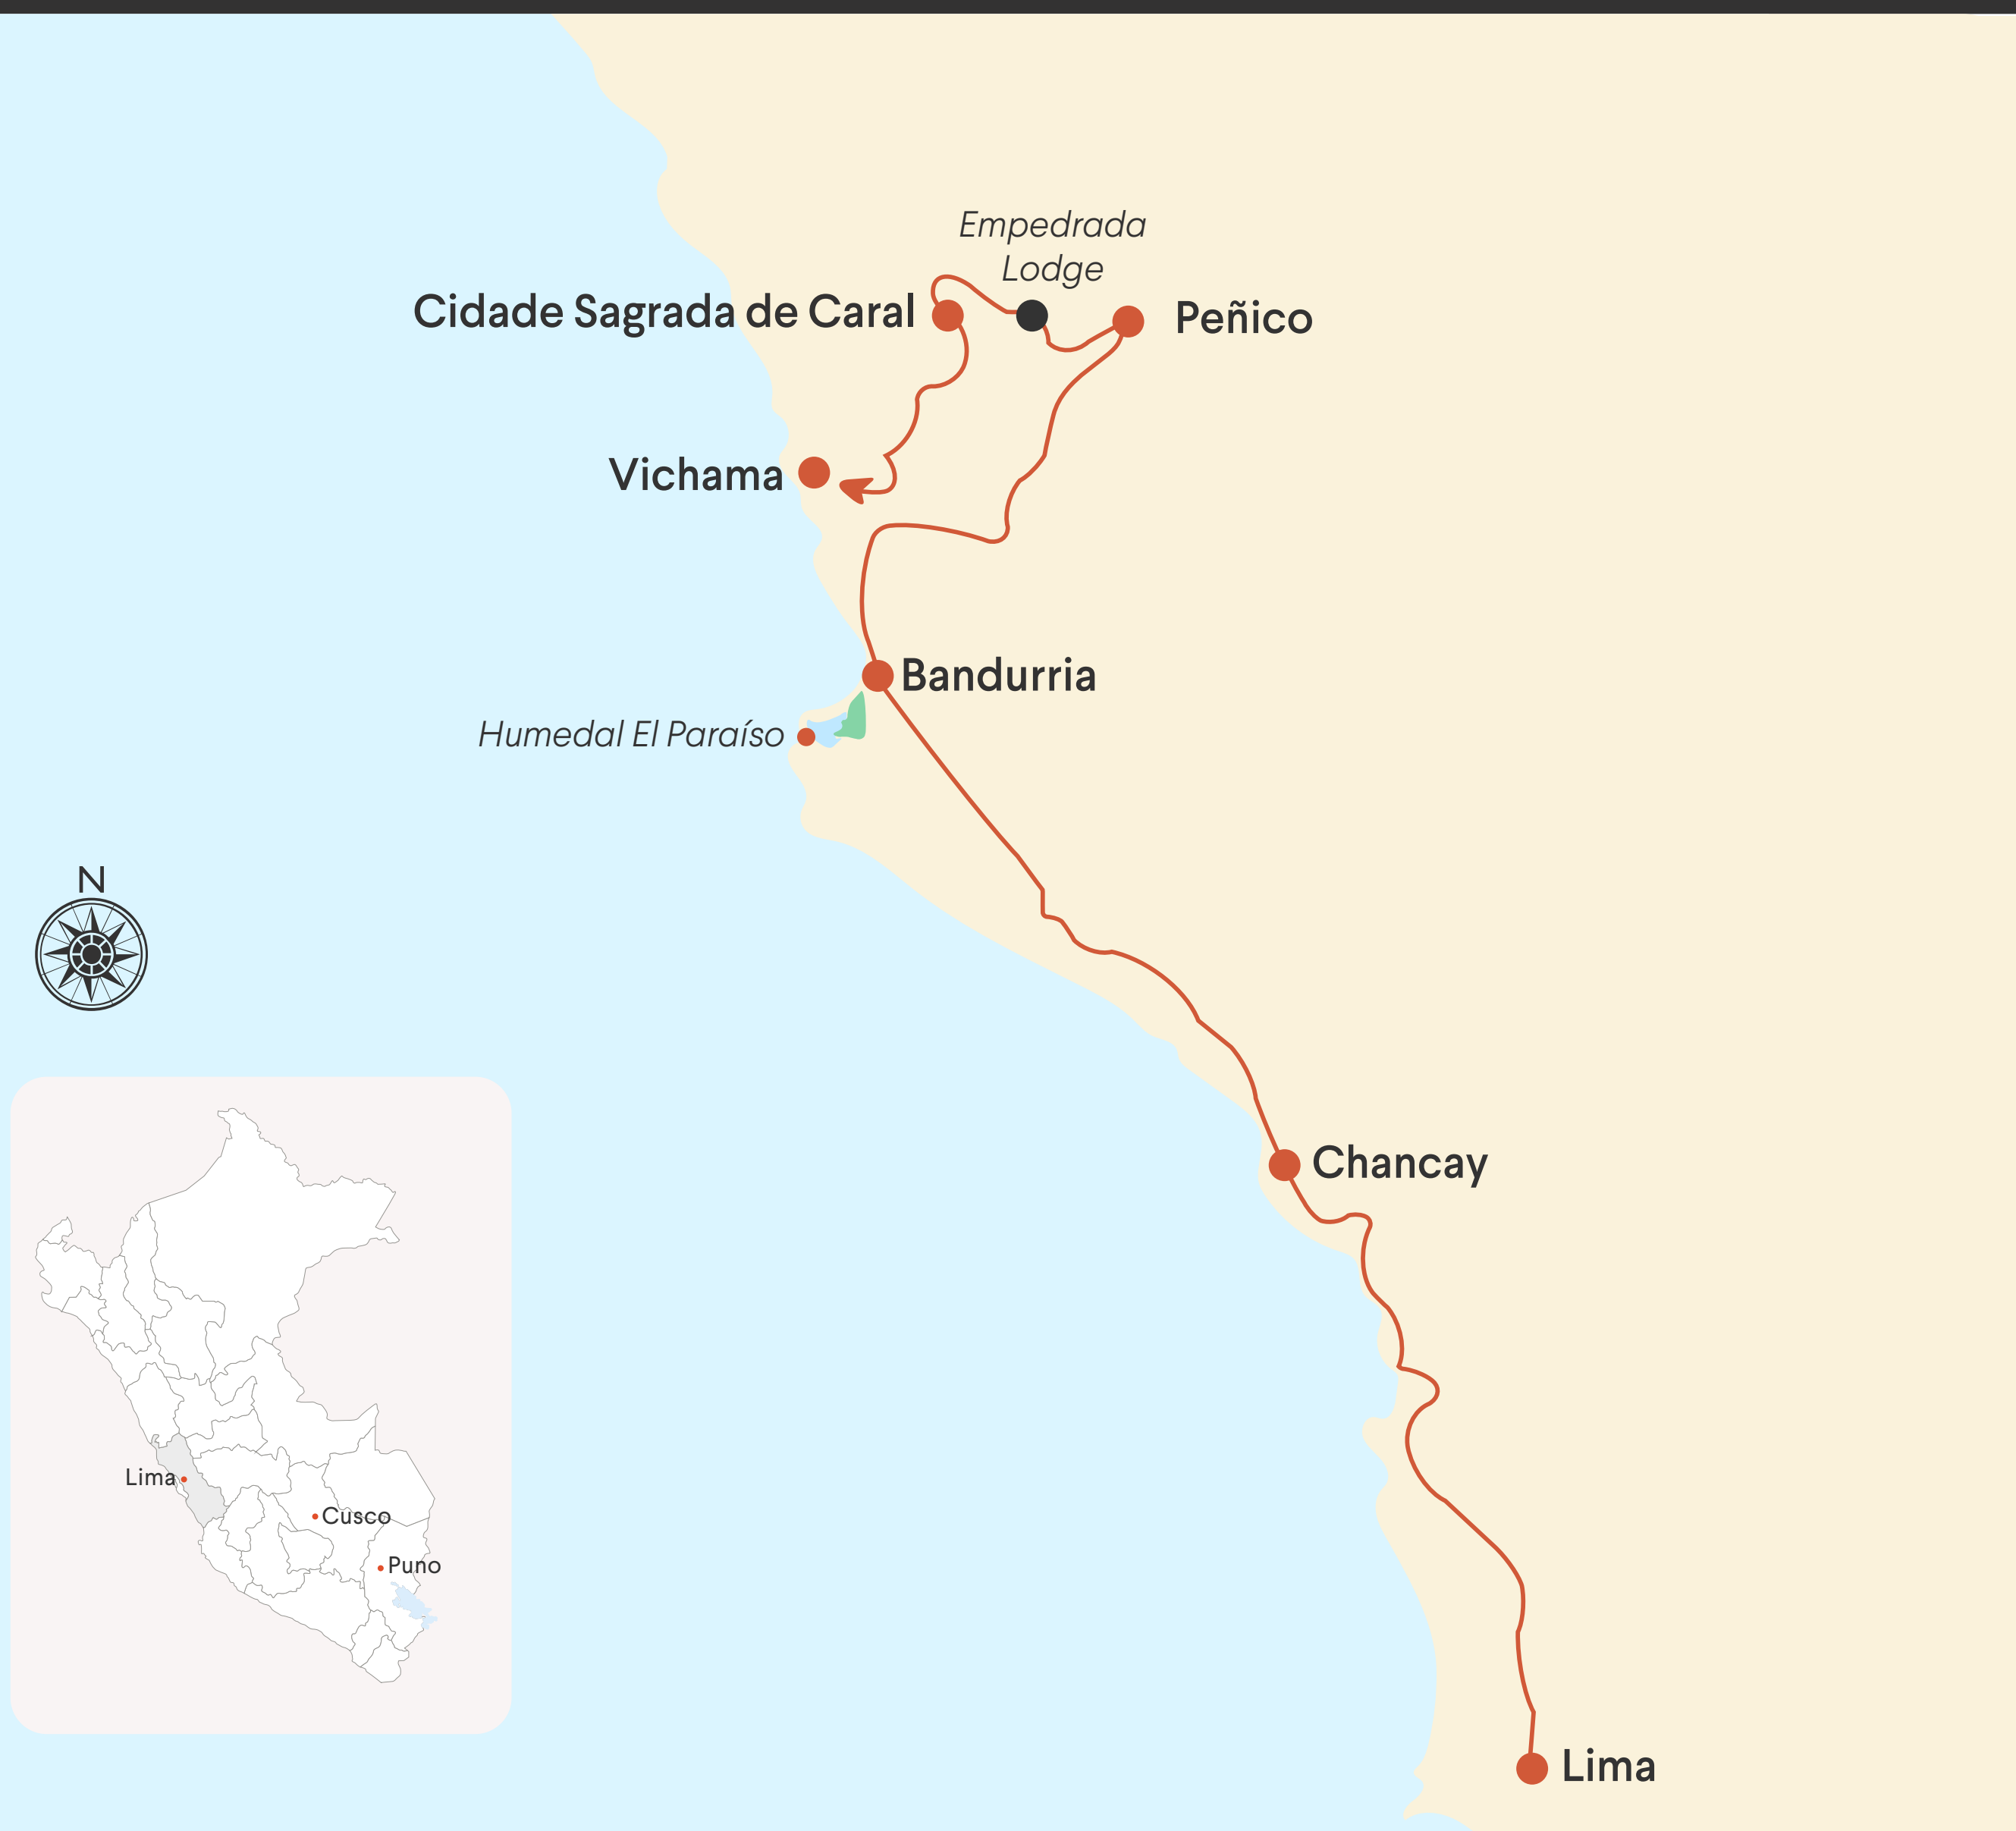 Empedrada
Lodge
Cidade Sagrada de Caral
Peñico
Vichama
Bandurria
Humedal El Paraíso
N
Chancay
Lima
Cusco
Puno
Lima